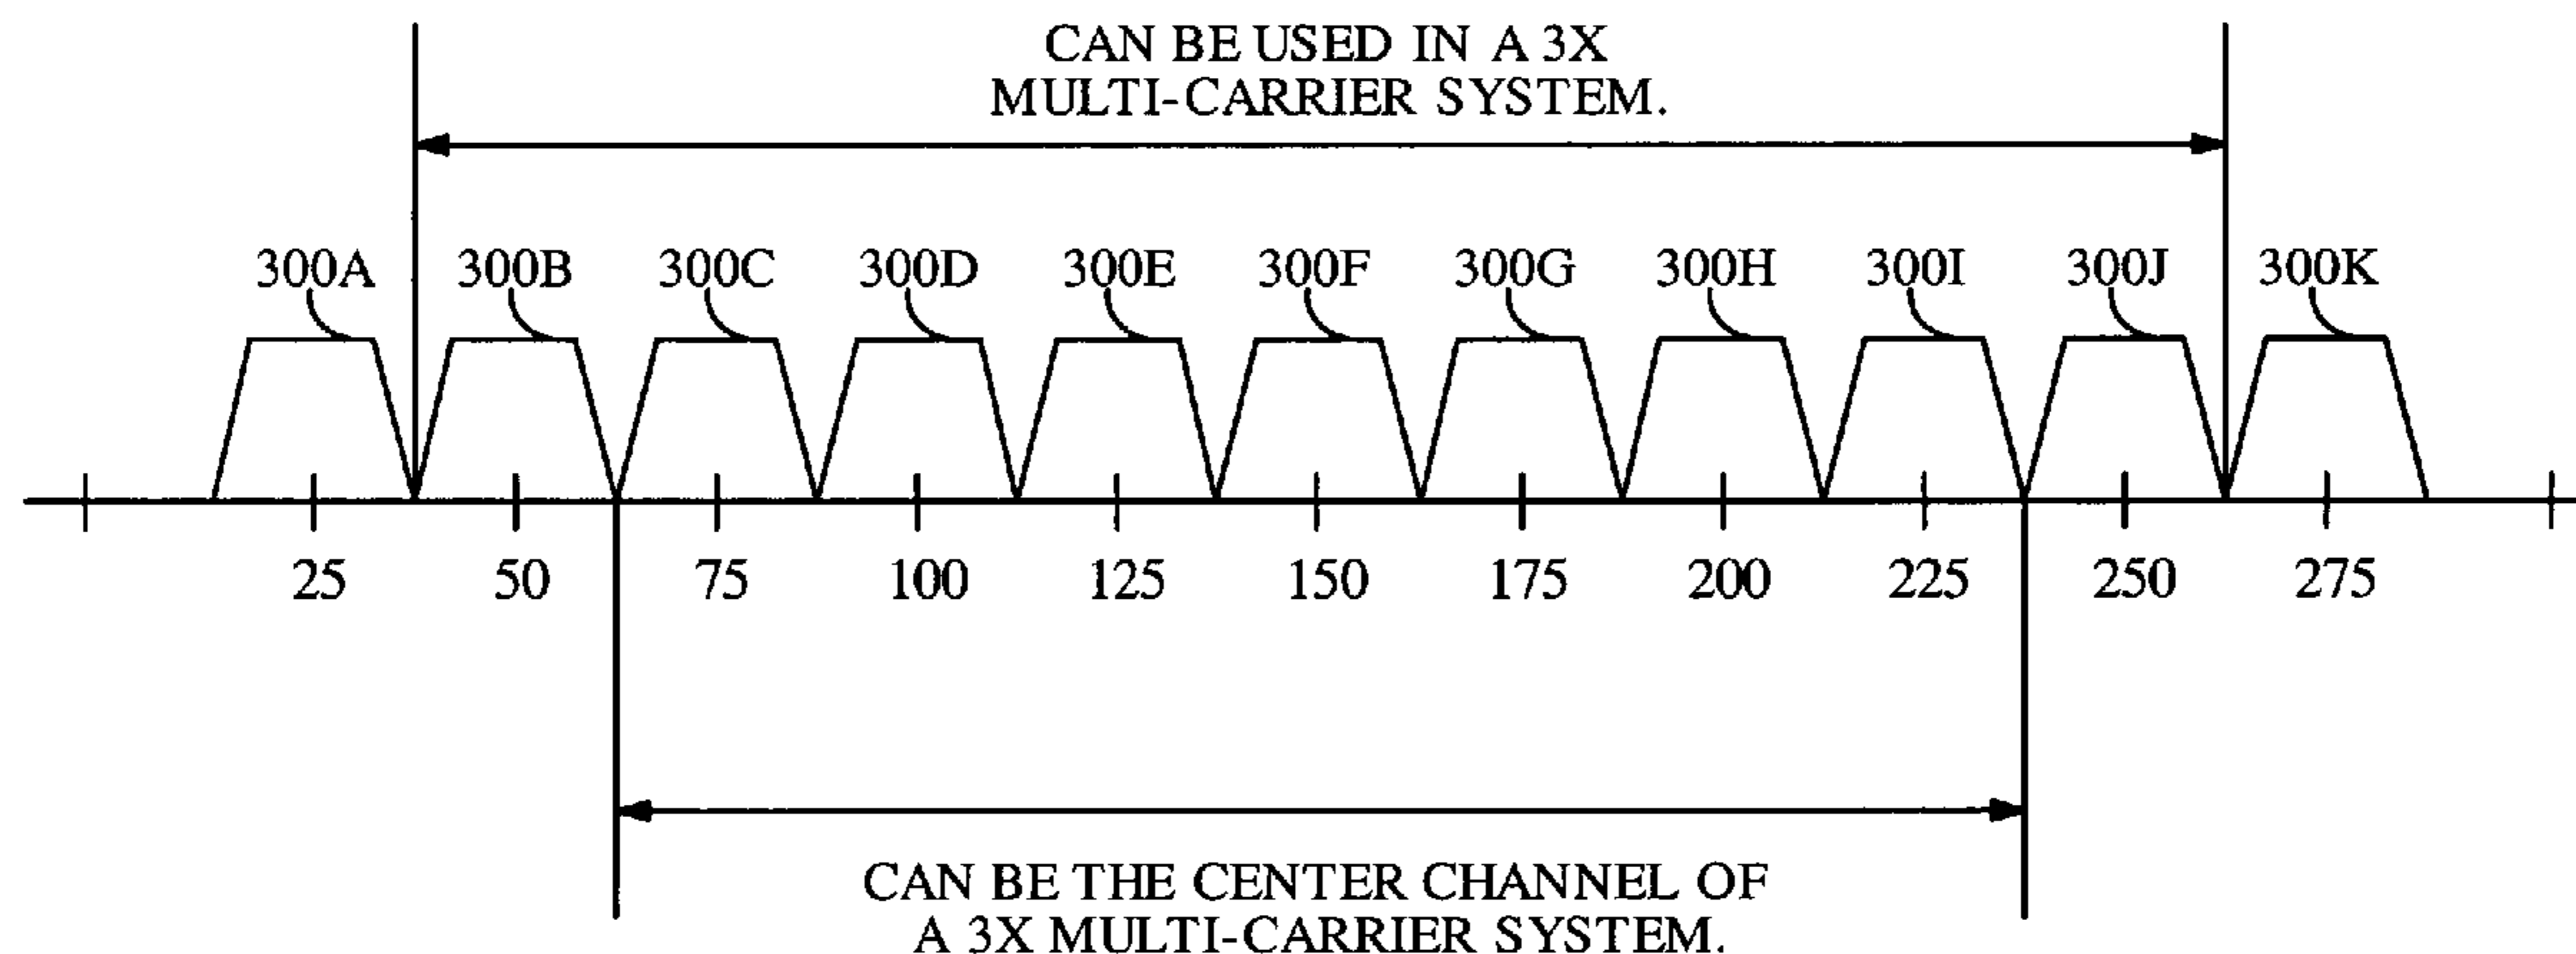 CAN BE USED IN A 3X
MULTI-CARRIER SYSTEM.
300A 300B 300C 300D 300E 300F 300G 300H 300I 300J 300K
25 50 75 100 125 150 175 200 225 250 275
CAN BE THE CENTER CHANNEL OF
A 3X MULTI-CARRIER SYSTEM.